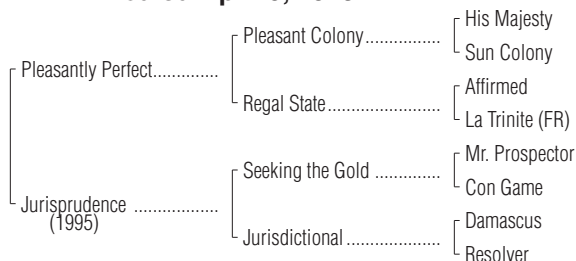 His Majesty
Pleasant Colony...............
Sun Colony
Pleasantly Perfect..............
Affirmed
Regal State........................
La Trinite (FR)
Mr. Prospector
Seeking the Gold ..............
Con Game
Jurisprudence ..................
(1995)
Damascus
Jurisdictional ....................
Resolver